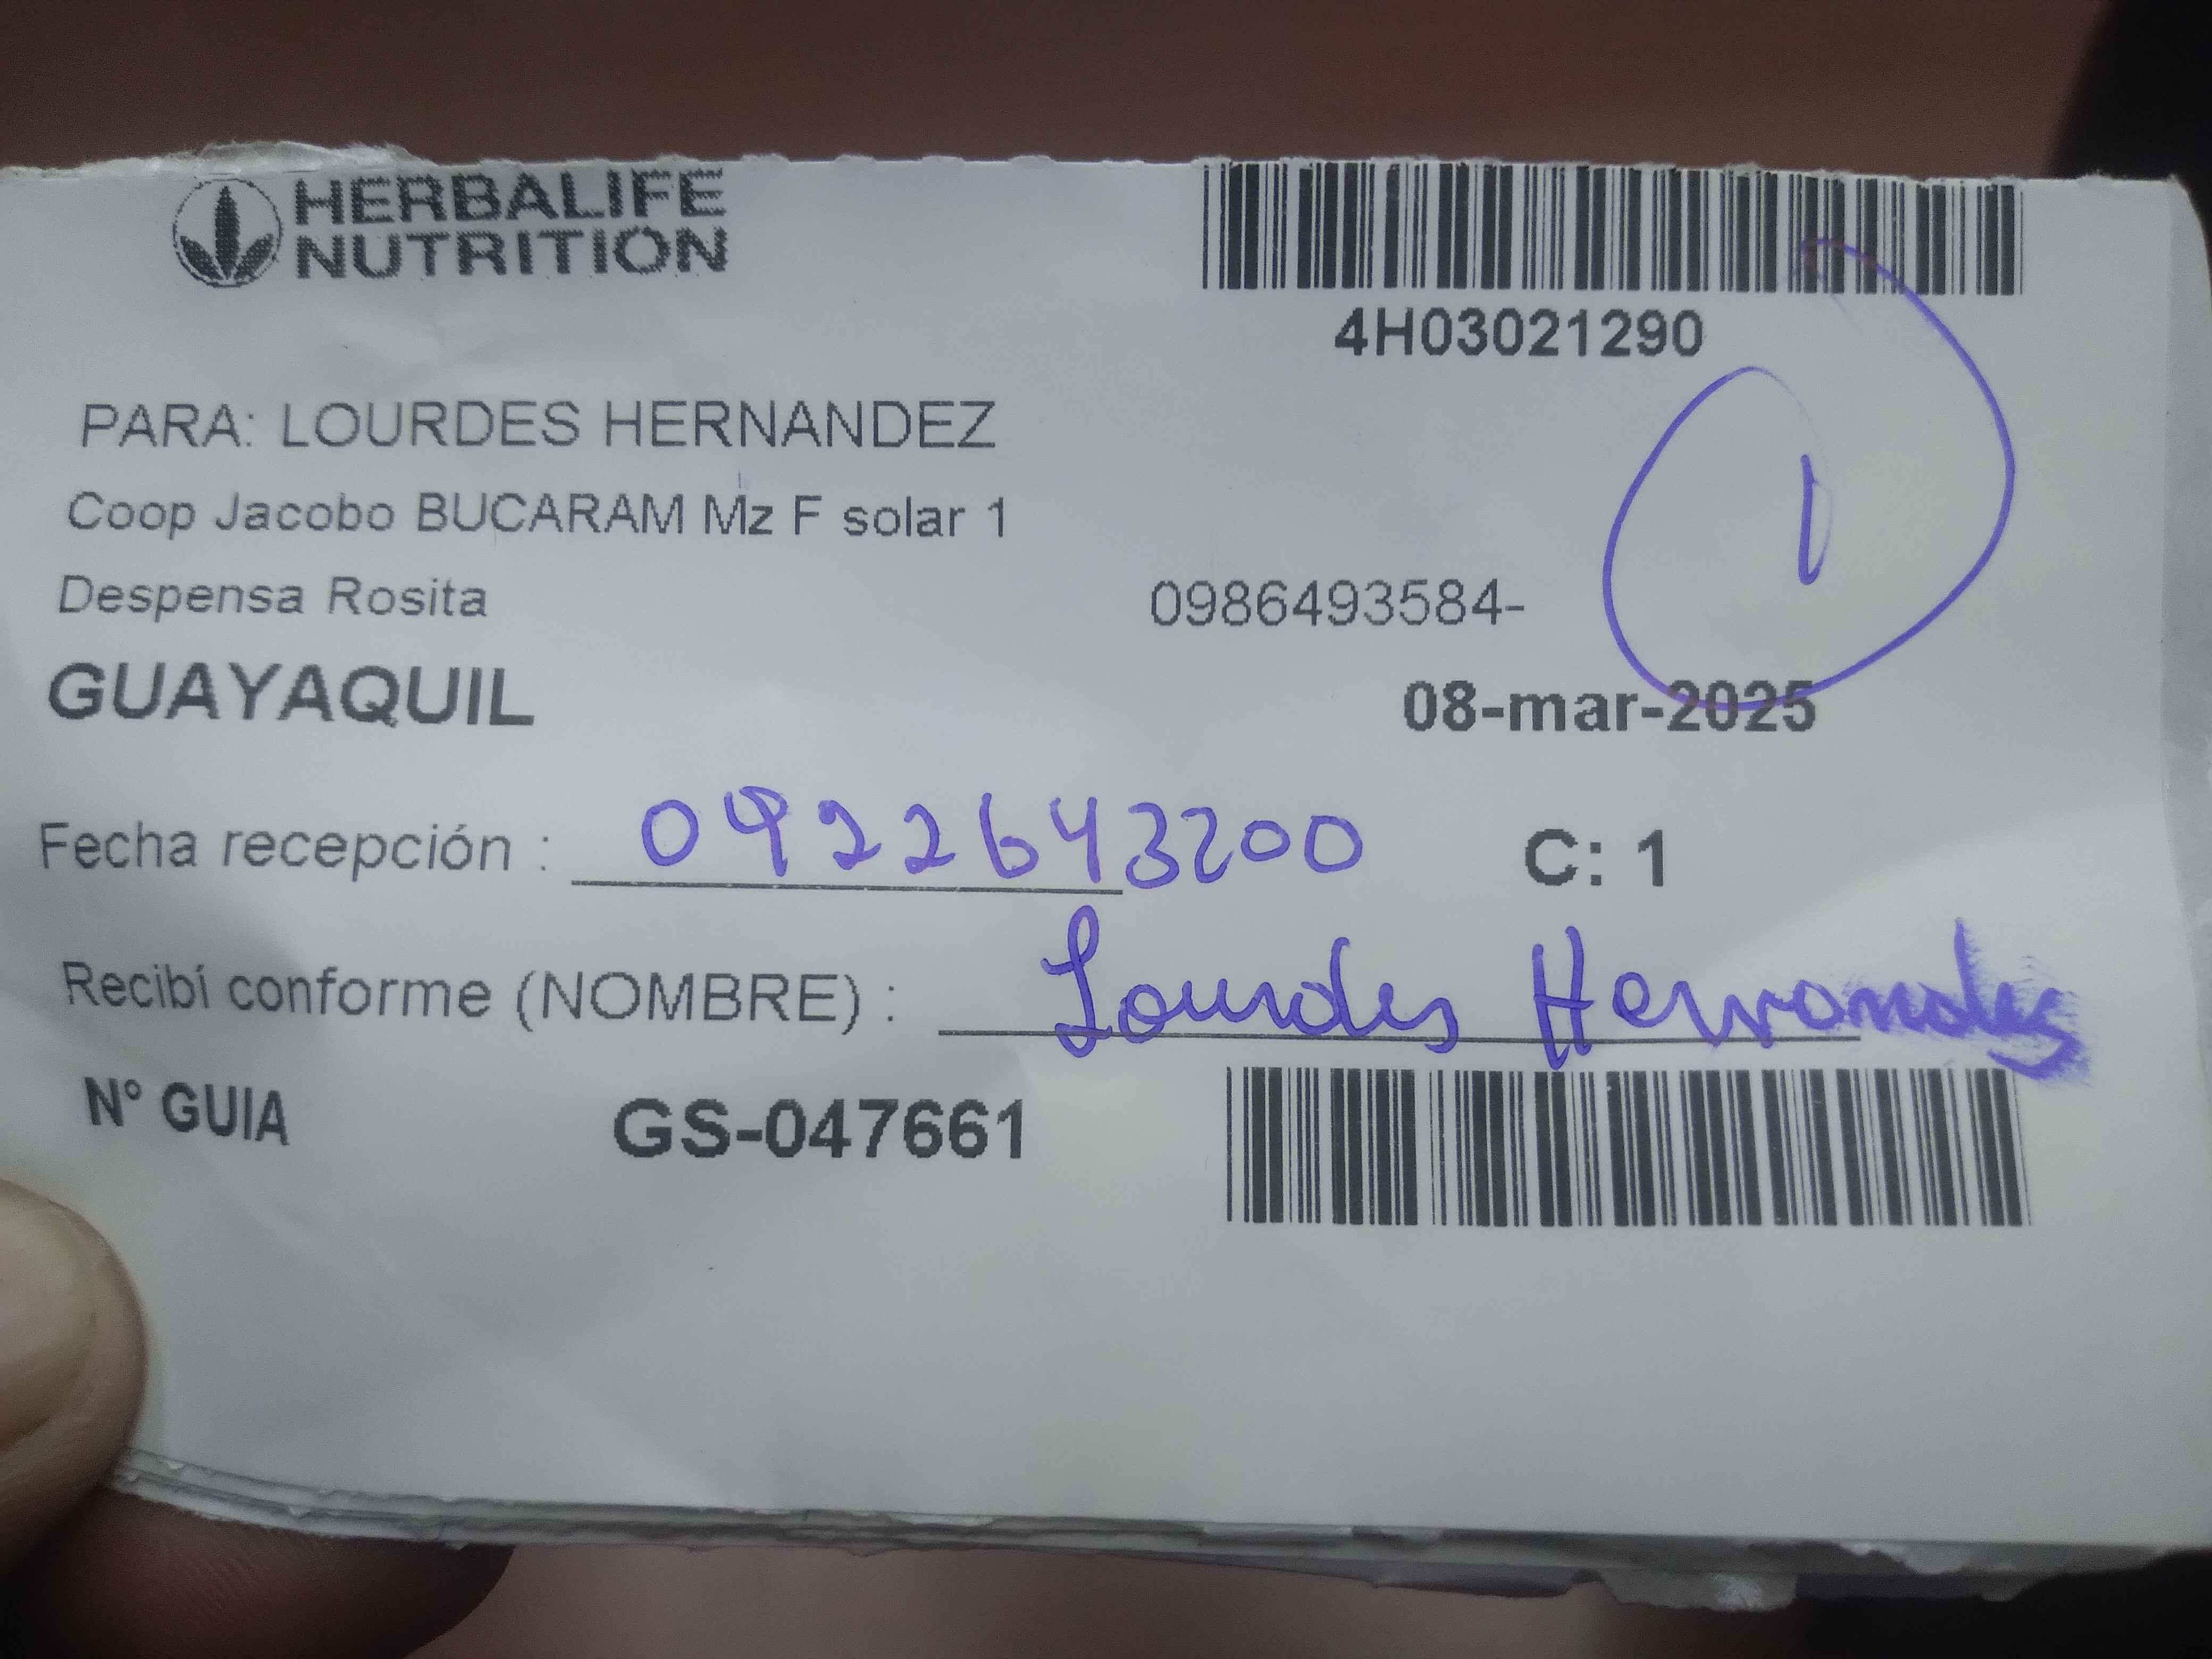 HERBALIFE
NUTRITION
4H03021290
PARA: LOURDES HERNANDEZ
Coop Jacobo BUCARAM Mz F solar 1
1
Despensa Rosita 0986493584-
GUAYAQUIL 08-mar-2025
Fecha recepción : 0922643200 C: 1
Recibí conforme (NOMBRE) : Lourdes Hernandez
N° GUIA GS-047661